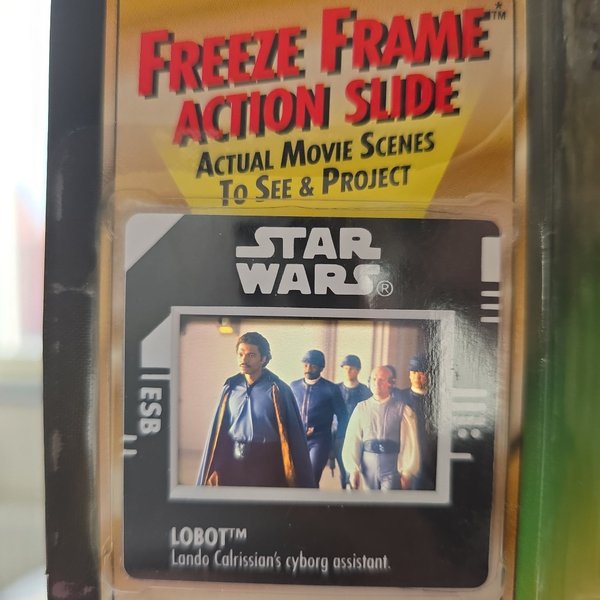 FREEZE FRAME™*
ACTION SLIDE
ACTUAL MOVIE SCENES
TO SEE & PROJECT
STAR
WARS®
ESB
LOBOT™
Lando Calrissian's cyborg assistant.